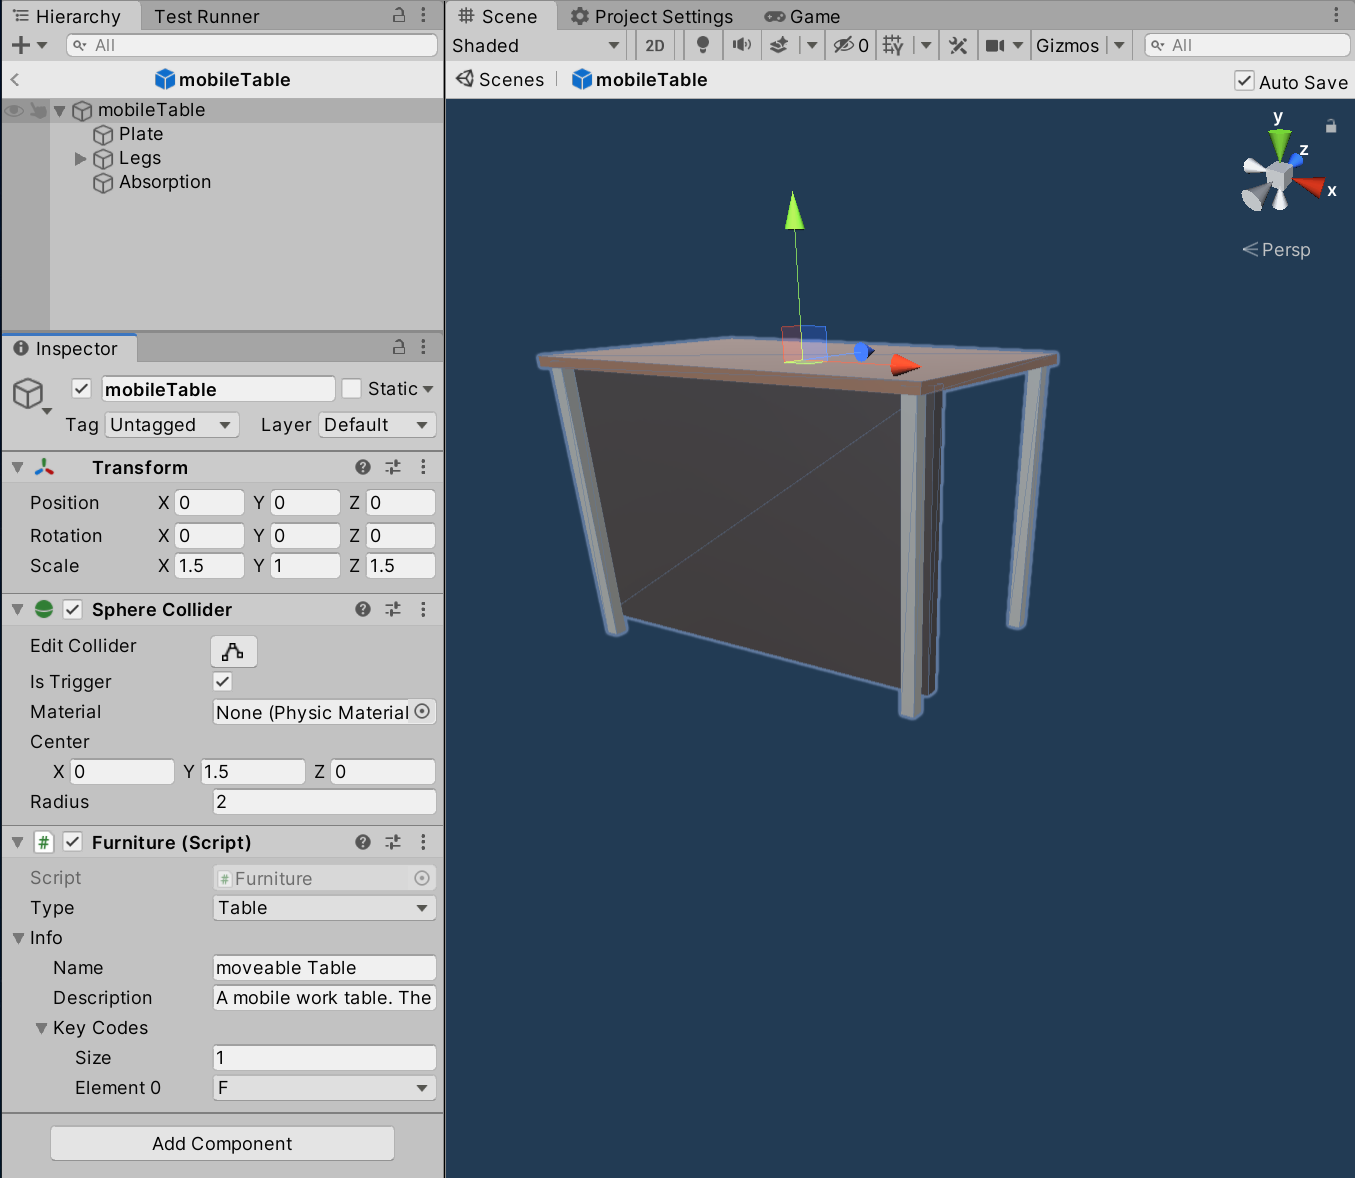 Hierarchy Test Runner
All
mobileTable
mobileTable
Plate
Legs
Absorption
Inspector
mobileTable Static
Tag Untagged Layer Default
Transform
Position X 0 Y 0 Z 0
Rotation X 0 Y 0 Z 0
Scale X 1.5 Y 1 Z 1.5
Sphere Collider
Edit Collider
Is Trigger
Material None (Physic Material
Center
X 0 Y 1.5 Z 0
Radius 2
# Furniture (Script)
Script # Furniture
Type Table
Info
Name moveable Table
Description A mobile work table. The
Key Codes
Size 1
Element 0 F
Add Component
Scene Project Settings Game
Shaded 2D 0 Gizmos All
Scenes mobileTable Auto Save
y
z
x
Persp